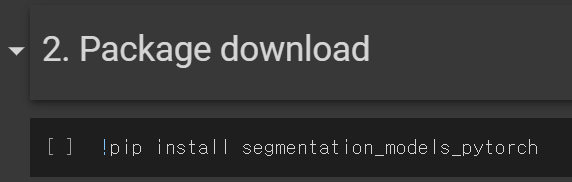 2. Package download
[ ] !pip install segmentation_models_pytorch